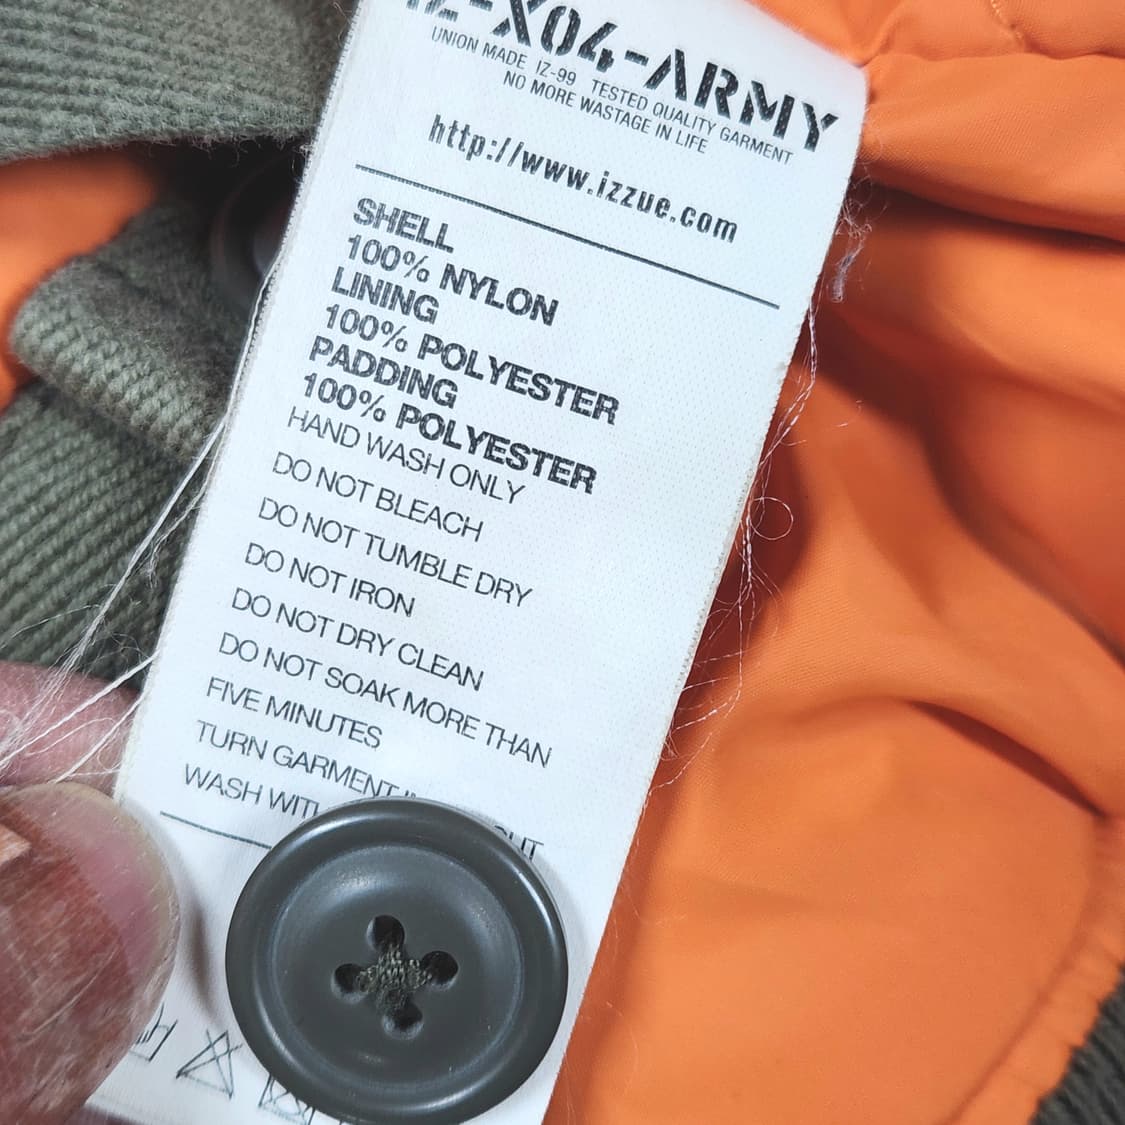 IZ-X04-ARMY
UNION MADE IZ-99 TESTED QUALITY GARMENT
NO MORE WASTAGE IN LIFE
http://www.izzue.com
SHELL
100% NYLON
LINING
100% POLYESTER
PADDING
100% POLYESTER
HAND WASH ONLY
DO NOT BLEACH
DO NOT TUMBLE DRY
DO NOT IRON
DO NOT DRY CLEAN
DO NOT SOAK MORE THAN
FIVE MINUTES
TURN GARMENT
WASH